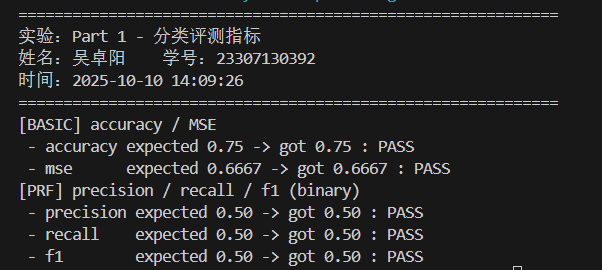 ============================================================
实验：Part 1 - 分类评测指标
姓名：吴卓阳    学号：23307130392
时间：2025-10-10 14:09:26
============================================================
[BASIC] accuracy / MSE
 - accuracy expected 0.75 -> got 0.75 : PASS
 - mse      expected 0.6667 -> got 0.6667 : PASS
[PRF] precision / recall / f1 (binary)
 - precision expected 0.50 -> got 0.50 : PASS
 - recall    expected 0.50 -> got 0.50 : PASS
 - f1        expected 0.50 -> got 0.50 : PASS